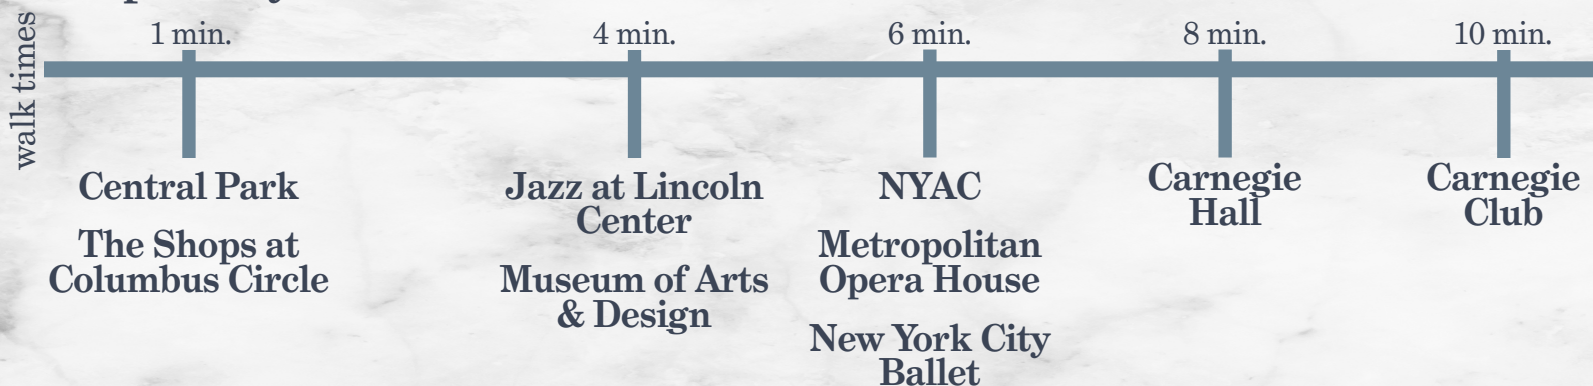 walk times
1 min.
4 min.
6 min.
8 min.
10 min.
Central Park
The Shops at
Columbus Circle
Jazz at Lincoln
Center
Museum of Arts
& Design
NYAC
Metropolitan
Opera House
New York City
Ballet
Carnegie
Hall
Carnegie
Club